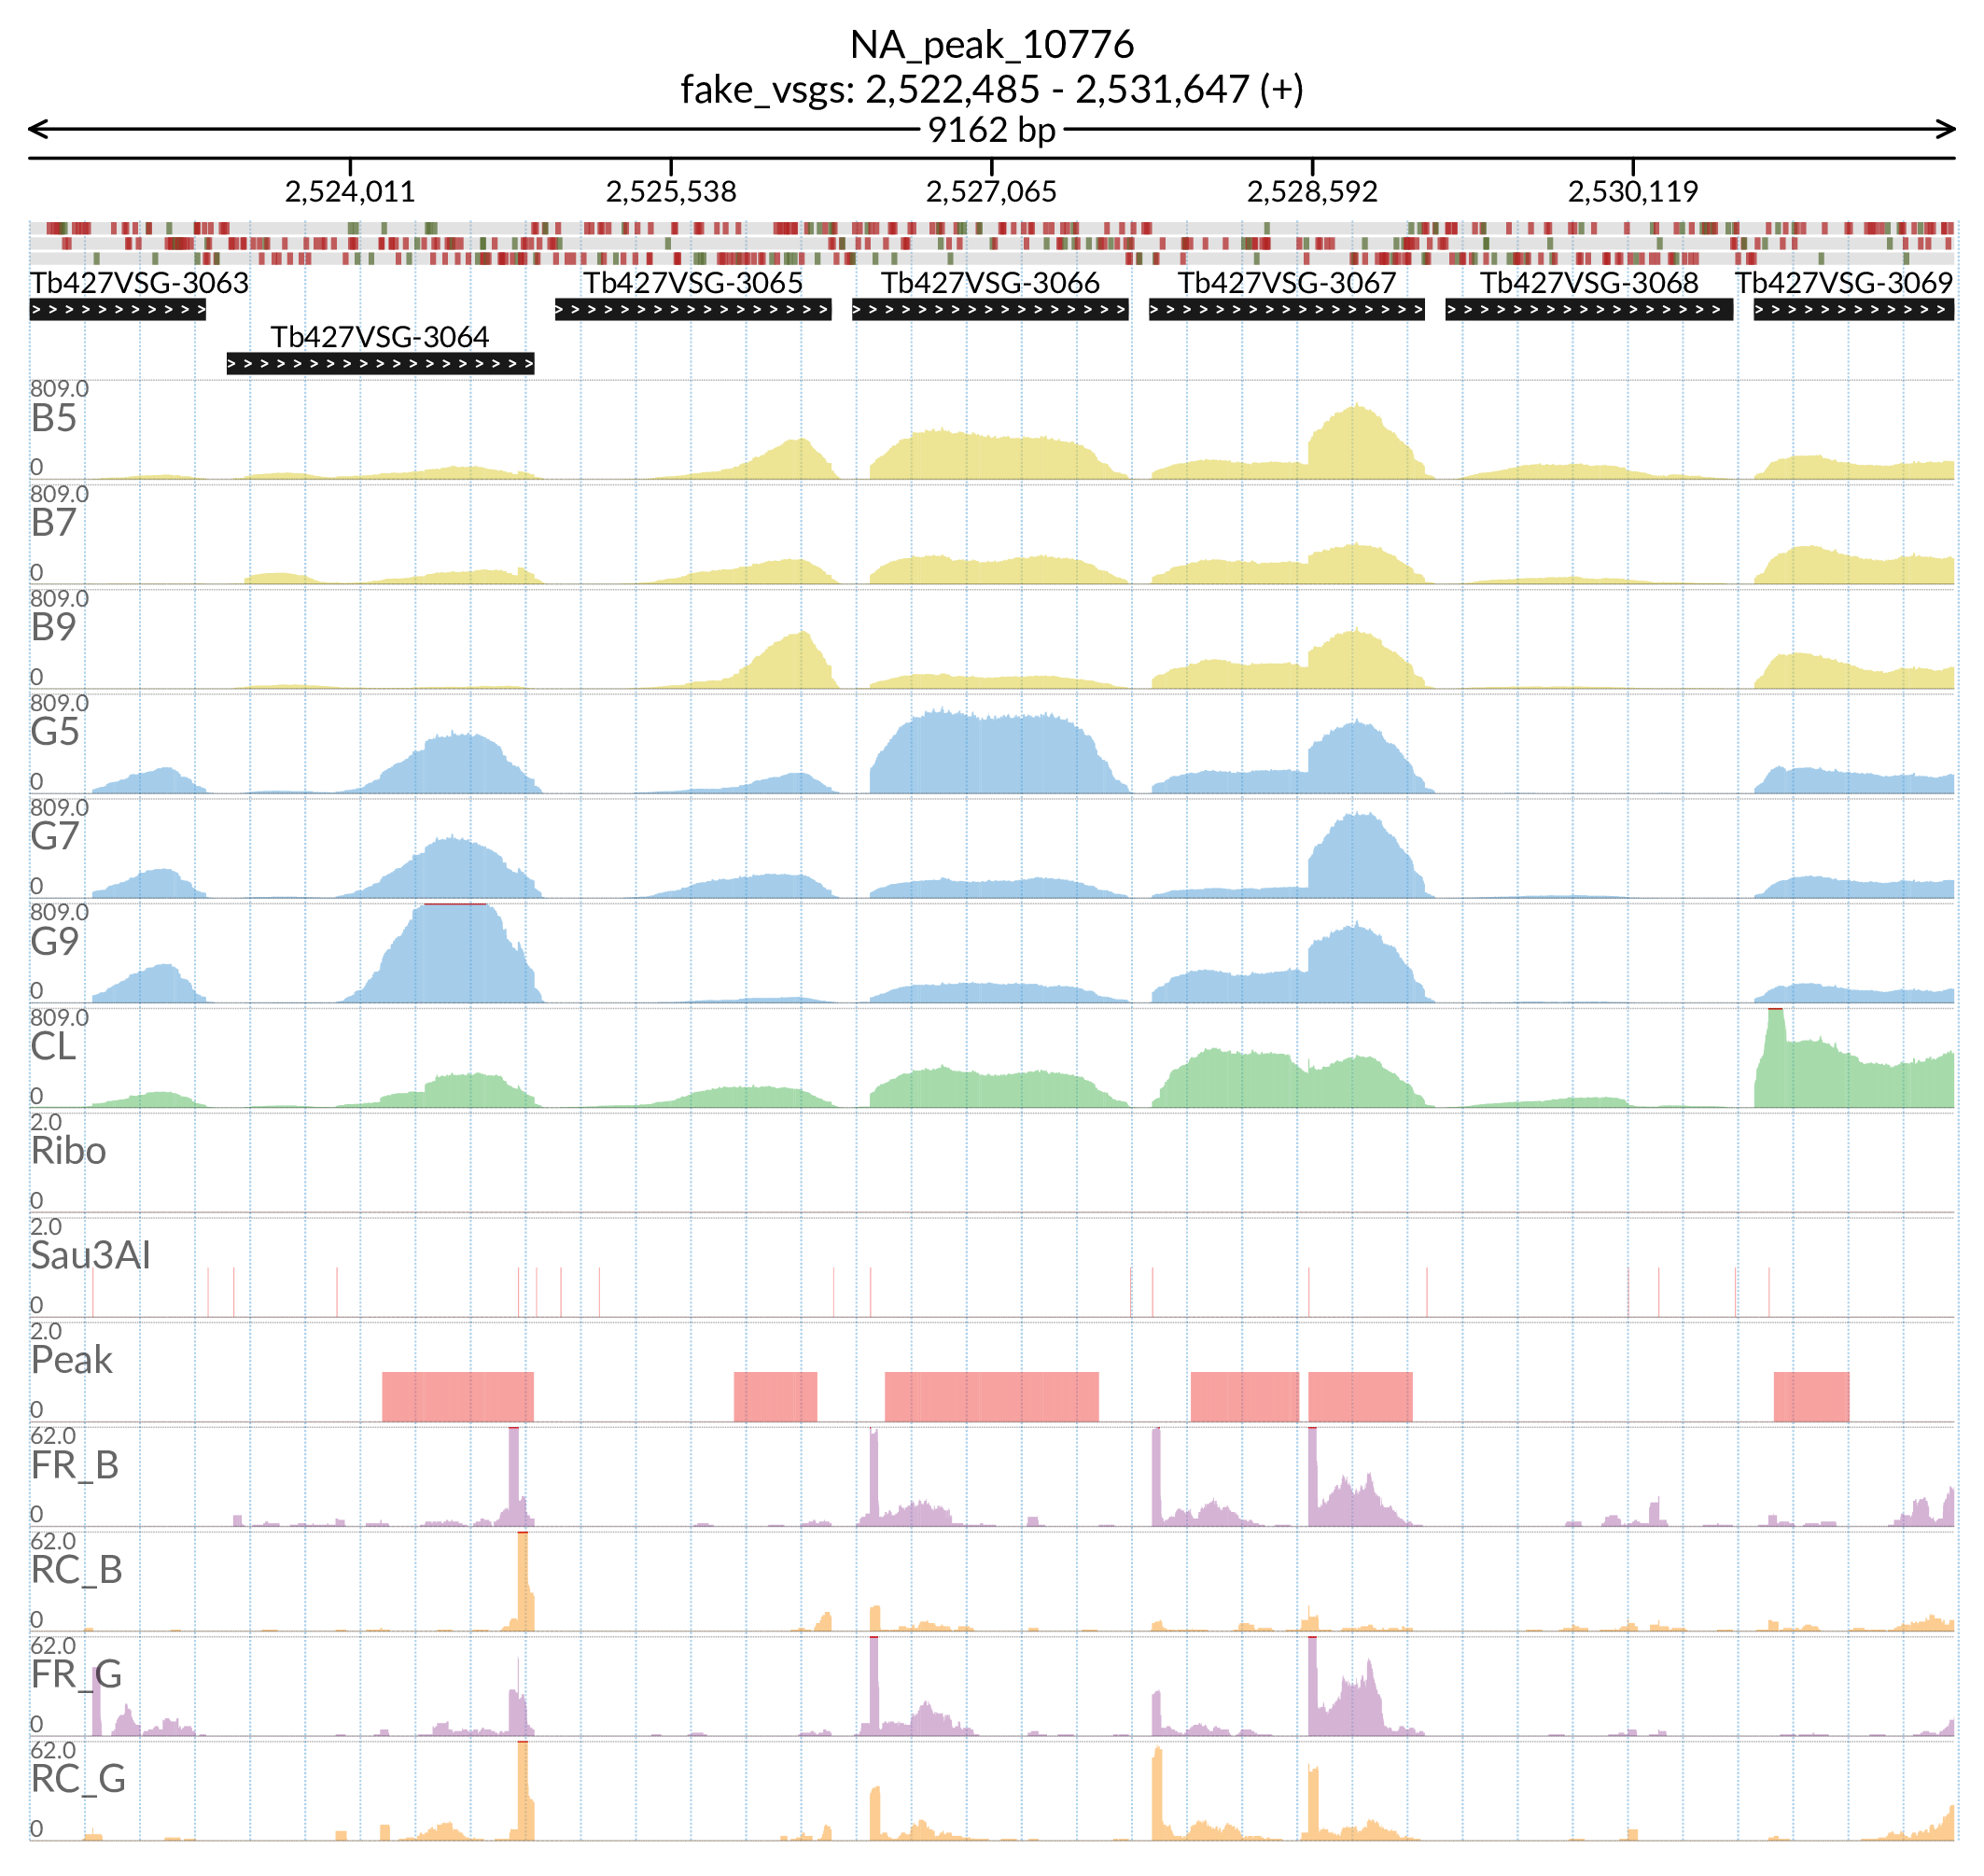 NA_peak_10776
fake_vsgs: 2,522,485 - 2,531,647 (+)
9162 bp
2,524,011 2,525,538 2,527,065 2,528,592 2,530,119
Tb427VSG-3063 Tb427VSG-3065 Tb427VSG-3066 Tb427VSG-3067 Tb427VSG-3068 Tb427VSG-3069
Tb427VSG-3064
809.0
B5
0
809.0
B7
0
809.0
B9
0
809.0
G5
0
809.0
G7
0
809.0
G9
0
809.0
CL
0
2.0
Ribo
0
2.0
Sau3AI
0
2.0
Peak
0
62.0
FR_B
0
62.0
RC_B
0
62.0
FR_G
0
62.0
RC_G
0